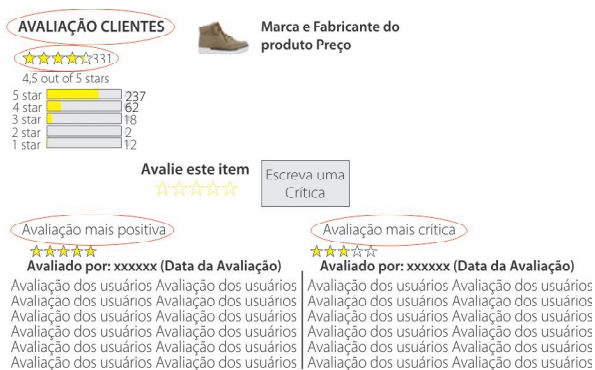 AVALIAÇÃO CLIENTES
331
4,5 out of 5 stars
5 star 237
4 star 62
3 star 18
2 star 2
1 star 12
Marca e Fabricante do
produto Preço
Avalie este item
Escreva uma
Crítica
Avaliação mais positiva
Avaliado por: xxxxxx (Data da Avaliação)
Avaliação dos usuários Avaliação dos usuários
Avaliação dos usuários Avaliação dos usuários
Avaliação dos usuários Avaliação dos usuários
Avaliação dos usuários Avaliação dos usuários
Avaliação dos usuários Avaliação dos usuários
Avaliação dos usuários Avaliação dos usuários
Avaliação mais crítica
Avaliado por: xxxxxx (Data da Avaliação)
Avaliação dos usuários Avaliação dos usuários
Avaliação dos usuários Avaliação dos usuários
Avaliação dos usuários Avaliação dos usuários
Avaliação dos usuários Avaliação dos usuários
Avaliação dos usuários Avaliação dos usuários
Avaliação dos usuários Avaliação dos usuários